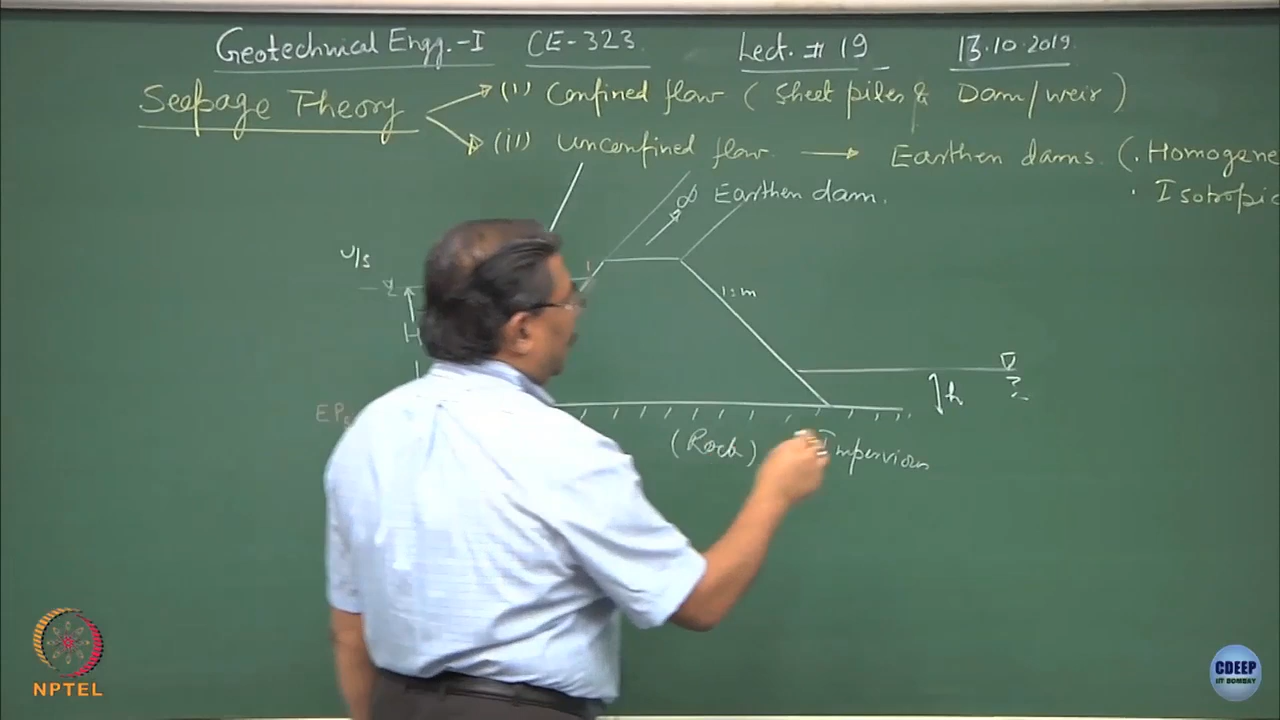 Geotechnical Engg.-I CE-323 Lect. # 19 13.10.2019
Seepage Theory
(i) Confined flow ( Sheet piles & Dam/weir )
(ii) Unconfined flow. → Earthen dams. (. Homogene
. Isotropic
∞ Earthen dam.
u/s
1:m
H
h
EP
(Rock) Impervious
NPTEL
CDEEP
IIT BOMBAY